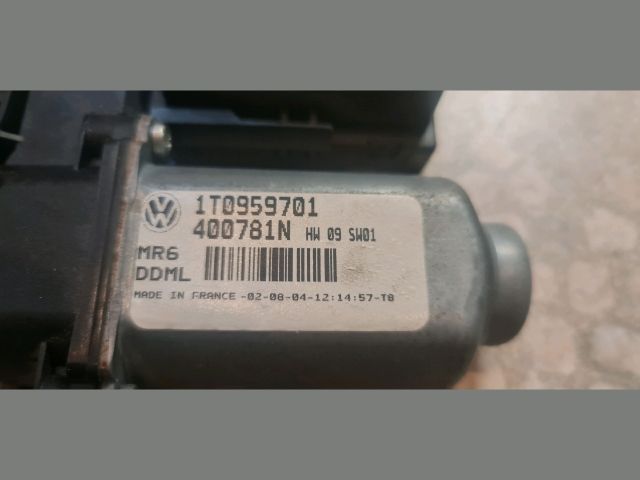 1T0959701
400781N HW 09 SW01
MR6
DDML
MADE IN FRANCE -02-08-04-12:14:57-T8